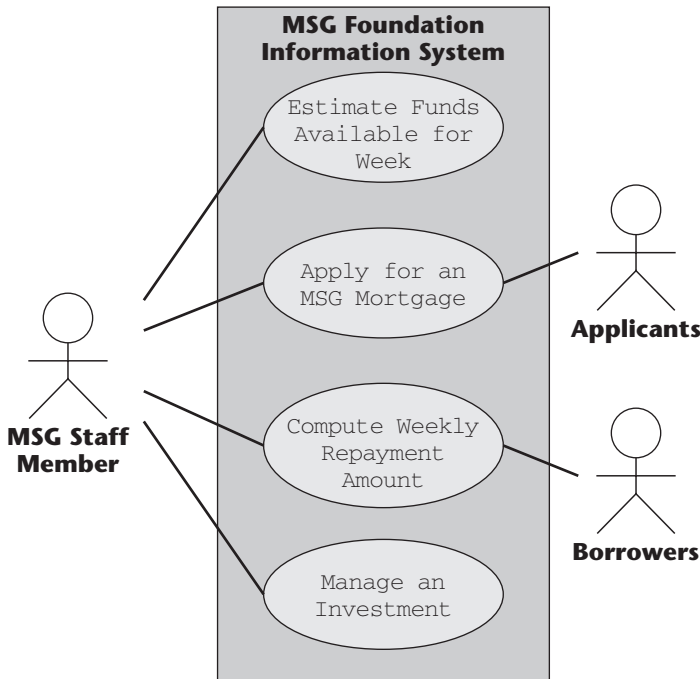 MSG Foundation
Information System
Estimate Funds
Available for
Week
Apply for an
MSG Mortgage
Applicants
MSG Staff
Member
Compute Weekly
Repayment
Amount
Borrowers
Manage an
Investment